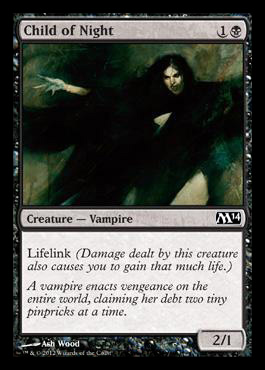 Child of Night 1
Creature — Vampire M14
Lifelink (Damage dealt by this creature
also causes you to gain that much life.)
A vampire enacts vengeance on the
entire world, claiming her debt two tiny
pinpricks at a time.
Ash Wood
™ & © 2012 Wizards of the Coast
2/1